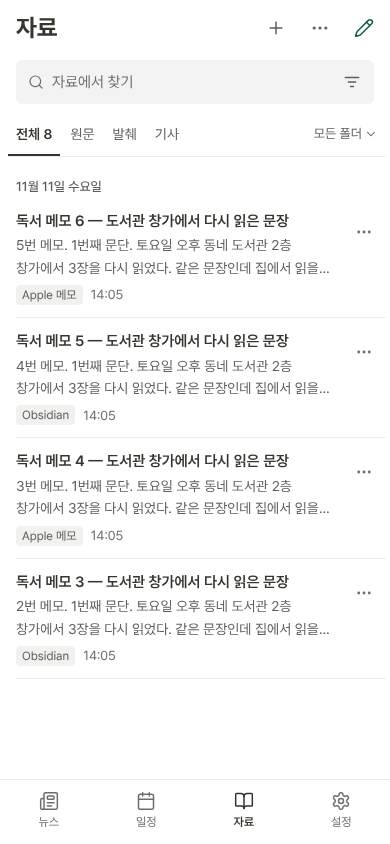 자료
자료에서 찾기
전체 8 원문 발췌 기사 모든 폴더
11월 11일 수요일
독서 메모 6 — 도서관 창가에서 다시 읽은 문장
5번 메모. 1번째 문단. 토요일 오후 동네 도서관 2층
창가에서 3장을 다시 읽었다. 같은 문장인데 집에서 읽을...
Apple 메모 14:05
독서 메모 5 — 도서관 창가에서 다시 읽은 문장
4번 메모. 1번째 문단. 토요일 오후 동네 도서관 2층
창가에서 3장을 다시 읽었다. 같은 문장인데 집에서 읽을...
Obsidian 14:05
독서 메모 4 — 도서관 창가에서 다시 읽은 문장
3번 메모. 1번째 문단. 토요일 오후 동네 도서관 2층
창가에서 3장을 다시 읽었다. 같은 문장인데 집에서 읽을...
Apple 메모 14:05
독서 메모 3 — 도서관 창가에서 다시 읽은 문장
2번 메모. 1번째 문단. 토요일 오후 동네 도서관 2층
창가에서 3장을 다시 읽었다. 같은 문장인데 집에서 읽을...
Obsidian 14:05
뉴스 일정 자료 설정